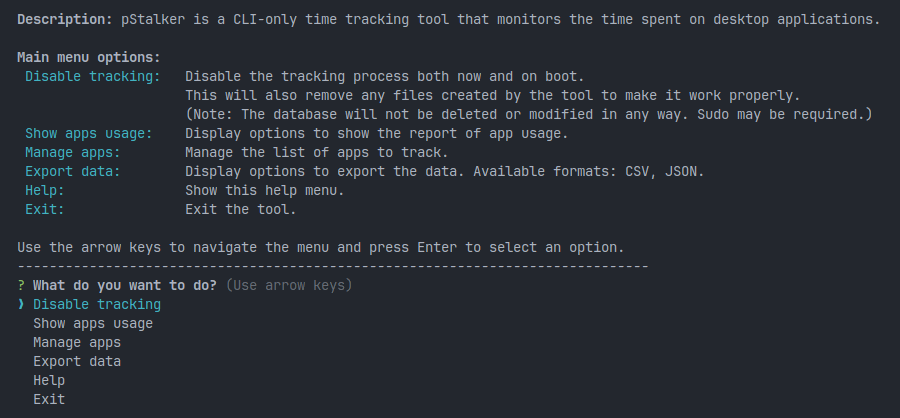 Description: pStalker is a CLI-only time tracking tool that monitors the time spent on desktop applications.
Main menu options:
Disable tracking: Disable the tracking process both now and on boot.
This will also remove any files created by the tool to make it work properly.
(Note: The database will not be deleted or modified in any way. Sudo may be required.)
Show apps usage: Display options to show the report of app usage.
Manage apps: Manage the list of apps to track.
Export data: Display options to export the data. Available formats: CSV, JSON.
Help: Show this help menu.
Exit: Exit the tool.
Use the arrow keys to navigate the menu and press Enter to select an option.
-------------------------------------------------------------------------------
? What do you want to do? (Use arrow keys)
❯ Disable tracking
Show apps usage
Manage apps
Export data
Help
Exit